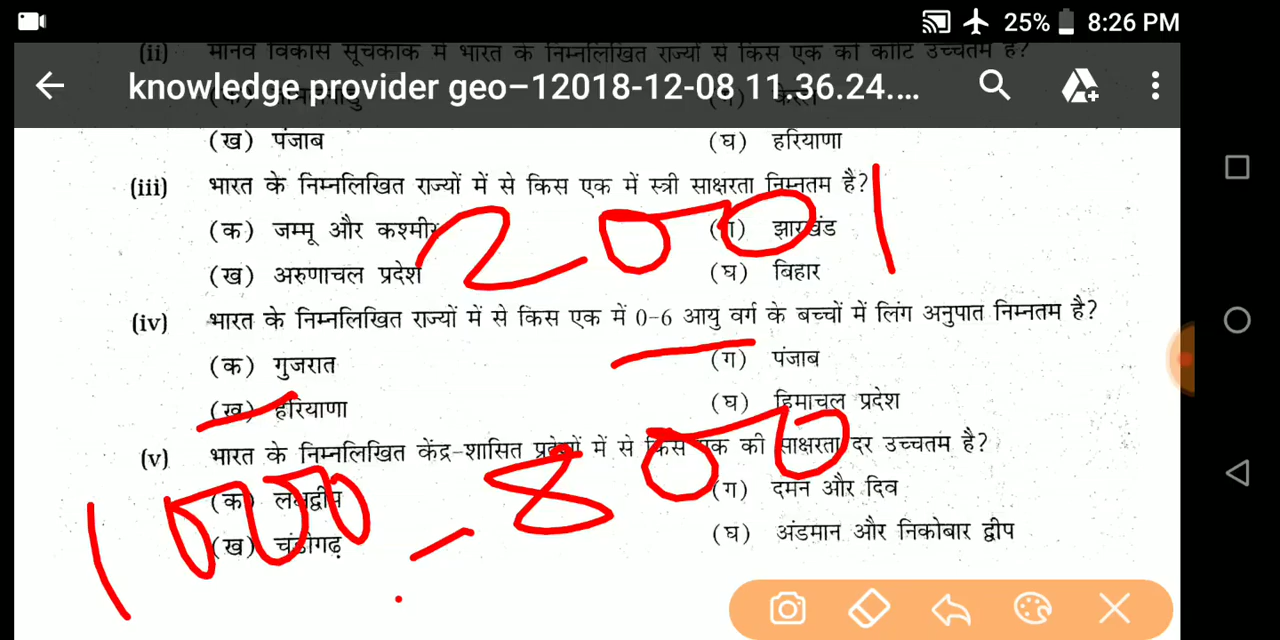 25% 8:26 PM
(ii) मानव विकास सूचकांक में भारत के निम्नलिखित राज्यों से किस एक की कोटि उच्चतम है?
knowledge provider geo–12018-12-08 11.36.24....
(ख) पंजाब (घ) हरियाणा
(iii) भारत के निम्नलिखित राज्यों में से किस एक में स्त्री साक्षरता निम्नतम है?
2001
(क) जम्मू और कश्मीर (ग) झारखंड
(ख) अरुणाचल प्रदेश (घ) बिहार
(iv) भारत के निम्नलिखित राज्यों में से किस एक में 0-6 आयु वर्ग के बच्चों में लिंग अनुपात निम्नतम है?
(क) गुजरात (ग) पंजाब
(ख) हरियाणा (घ) हिमाचल प्रदेश
(v) भारत के निम्नलिखित केंद्र-शासित प्रदेशों में से किस एक की साक्षरता दर उच्चतम है?
1000 - 800
(क) लक्षद्वीप (ग) दमन और दिव
(ख) चंडीगढ़ (घ) अंडमान और निकोबार द्वीप